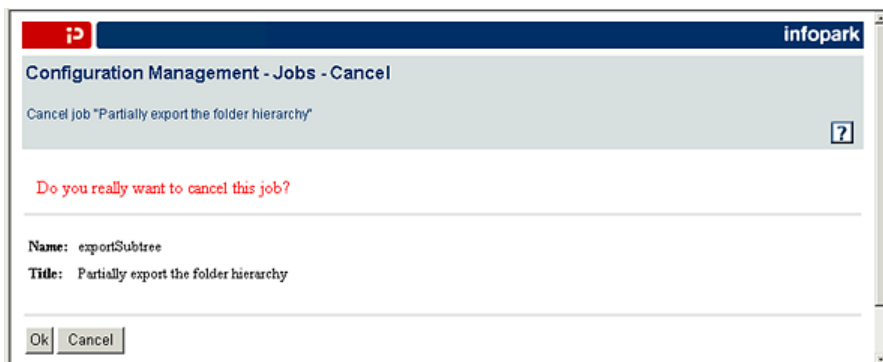 infopark
Configuration Management - Jobs - Cancel
Cancel job "Partially export the folder hierarchy"
?
Do you really want to cancel this job?
Name: exportSubtree
Title: Partially export the folder hierarchy
Ok Cancel